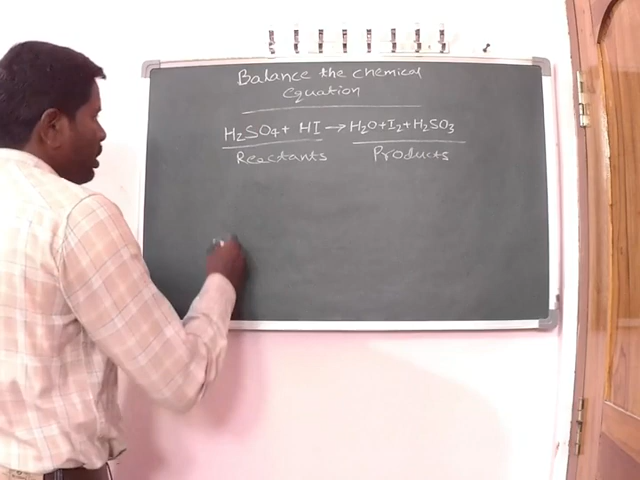 Balance the chemical
equation
H₂SO₄ + HI → H₂O + I₂ + H₂SO₃
Reactants Products